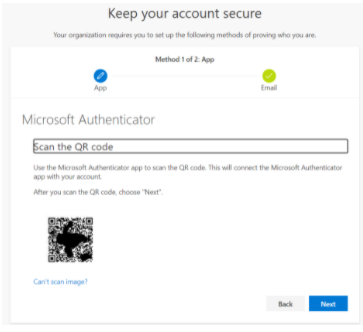 Keep your account secure
Your organization requires you to set up the following methods of proving who you are.
Method 1 of 2: App
App
Email
Microsoft Authenticator
Scan the QR code
Use the Microsoft Authenticator app to scan the QR code. This will connect the Microsoft Authenticator
app with your account.
After you scan the QR code, choose "Next".
Can't scan image?
Back
Next